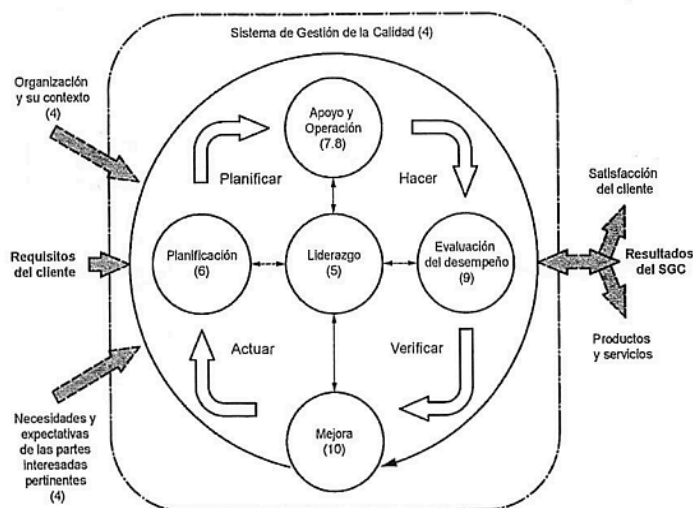 Sistema de Gestión de la Calidad (4)
Organización
y su contexto
(4)
Apoyo y
Operación
(7.8)
Planificar
Hacer
Satisfacción
del cliente
Requisitos
del cliente
Planificación
(6)
Liderazgo
(5)
Evaluación
del desempeño
(9)
Resultados
del SGC
Actuar
Verificar
Productos
y servicios
Necesidades y
expectativas
de las partes
interesadas
pertinentes
(4)
Mejora
(10)